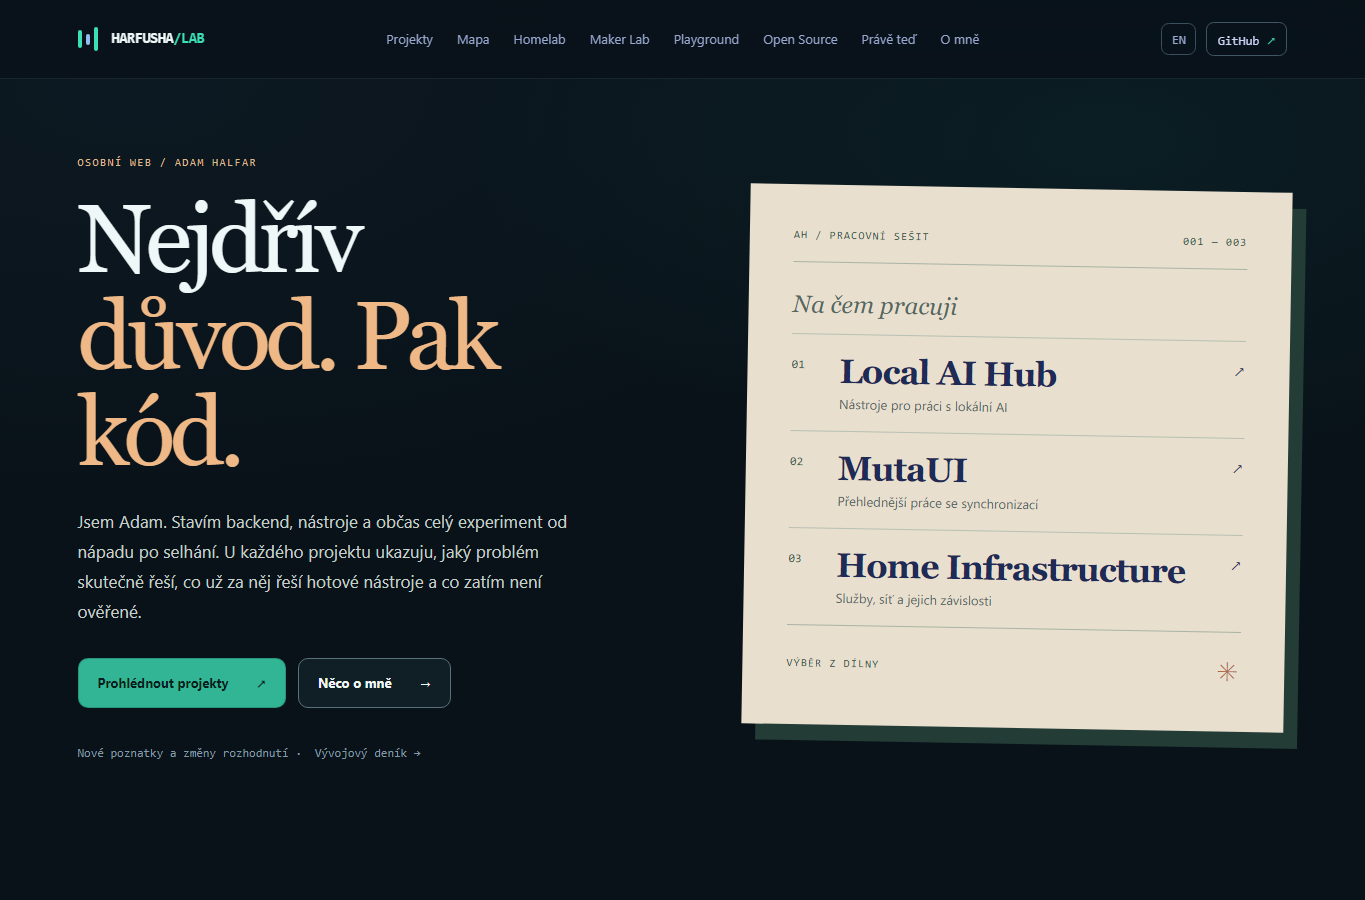 HARFUSHA/LAB
Projekty
Mapa
Homelab
Maker Lab
Playground
Open Source
Právě teď
O mně
EN
GitHub ↗
OSOBNÍ WEB / ADAM HALFAR
Nejdřív
důvod. Pak
kód.
Jsem Adam. Stavím backend, nástroje a občas celý experiment od
nápadu po selhání. U každého projektu ukazuju, jaký problém
skutečně řeší, co už za něj řeší hotové nástroje a co zatím není
ověřené.
Prohlédnout projekty ↗
Něco o mně →
Nové poznatky a změny rozhodnutí · Vývojový deník →
AH / PRACOVNÍ SEŠIT
001 — 003
Na čem pracuji
01
Local AI Hub ↗
Nástroje pro práci s lokální AI
02
MutaUI ↗
Přehlednější práce se synchronizací
03
Home Infrastructure ↗
Služby, síť a jejich závislosti
VÝBĚR Z DÍLNY